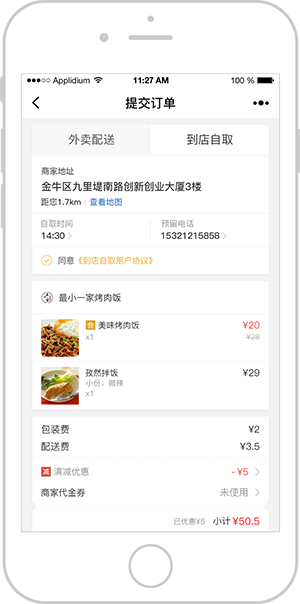 Applidium 11:27 AM 100 %
提交订单
外卖配送 到店自取
商家地址
金牛区九里堤南路创新创业大厦3楼
距您1.7km 查看地图
自取时间 预留电话
14:30 15321215858
同意《到店自取用户协议》
最小一家烤肉饭
会 美味烤肉饭 ¥20
x1 ¥28
孜然拌饭 ¥29
小份；微辣
x1
包装费 ¥2
配送费 ¥3.5
减 满减优惠 - ¥5
商家代金券 未使用
已优惠¥5 小计 ¥50.5